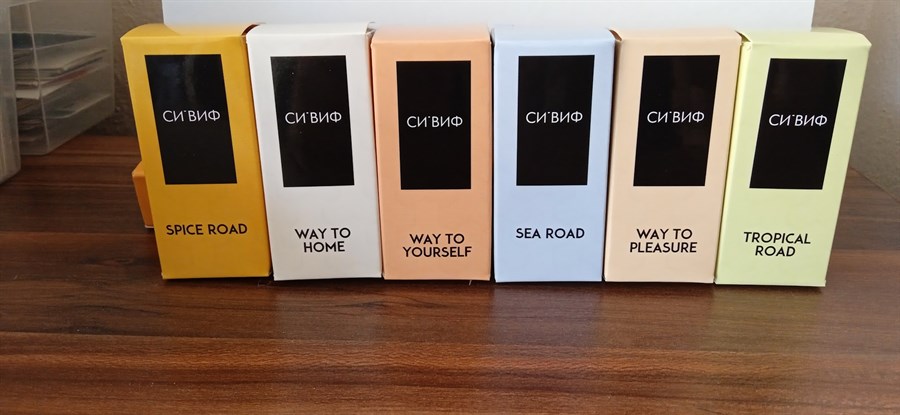 СИ˙ВИФ
SPICE ROAD
СИ˙ВИФ
WAY TO
HOME
СИ˙ВИФ
WAY TO
YOURSELF
СИ˙ВИФ
SEA ROAD
СИ˙ВИФ
WAY TO
PLEASURE
СИ˙ВИФ
TROPICAL
ROAD